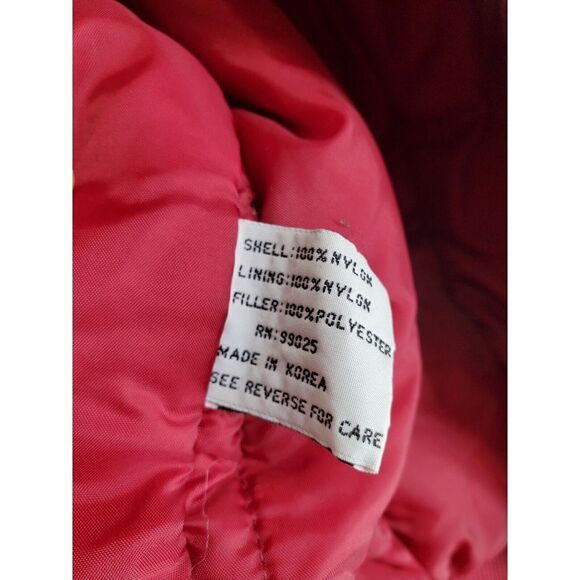 SHELL:100% NYLON
LINING:100%NYLON
FILLER:100%POLYESTER
RN:99025
MADE IN KOREA
SEE REVERSE FOR CARE